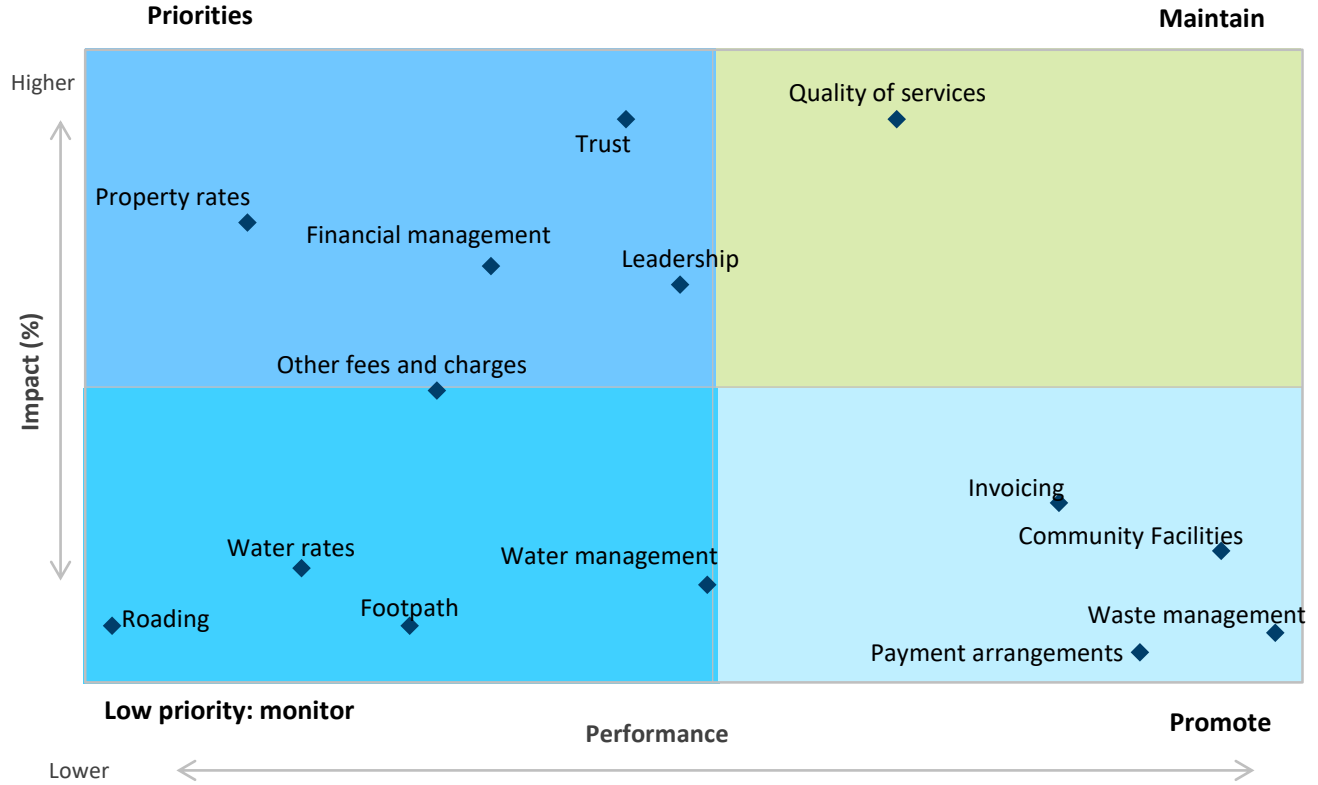 Priorities
Maintain
Higher
Quality of services
Trust
Property rates
Financial management
Leadership
Other fees and charges
Impact (%)
Invoicing
Community Facilities
Water rates
Water management
Footpath
Roading
Waste management
Payment arrangements
Low priority: monitor
Promote
Performance
Lower